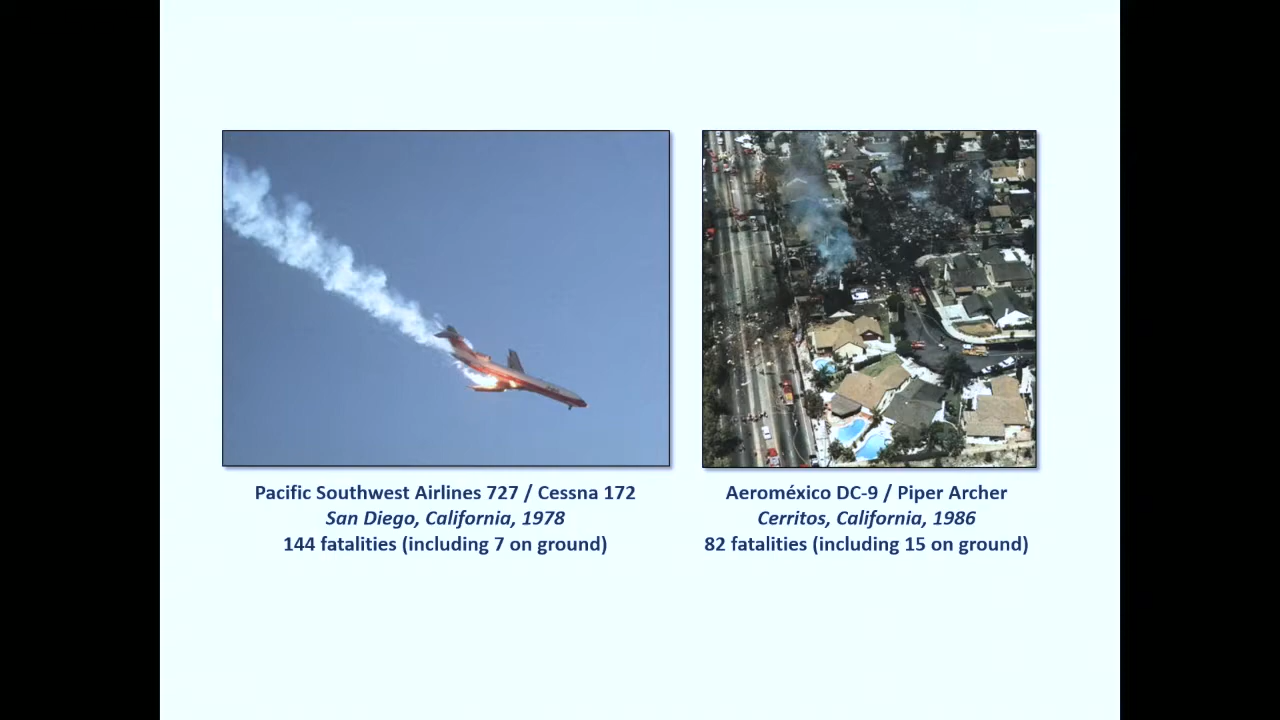 Pacific Southwest Airlines 727 / Cessna 172
San Diego, California, 1978
144 fatalities (including 7 on ground)
Aeroméxico DC-9 / Piper Archer
Cerritos, California, 1986
82 fatalities (including 15 on ground)